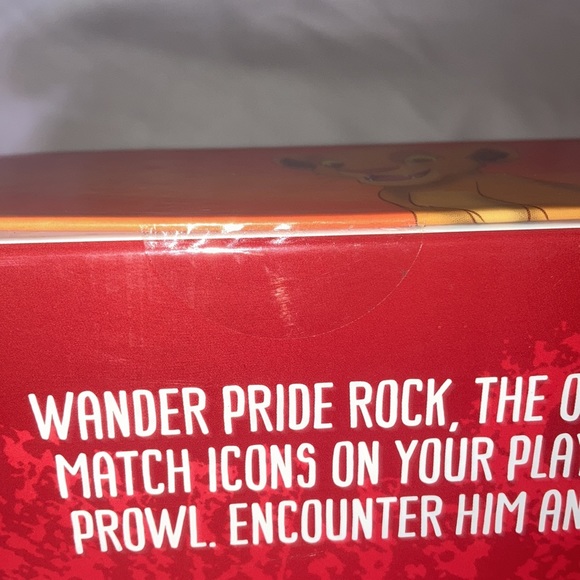 WANDER PRIDE ROCK, THE
MATCH ICONS ON YOUR
PROWL. ENCOUNTER HIM